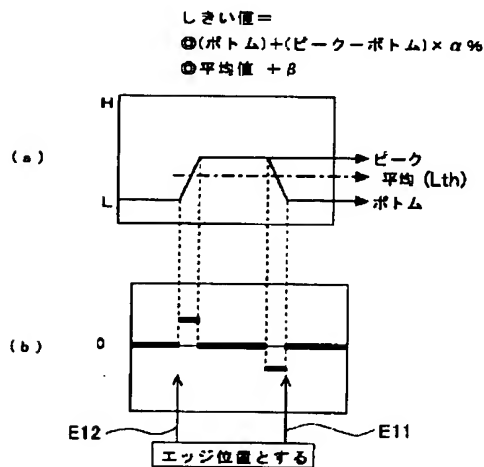 しきい値＝
◎(ボトム)＋(ピークーボトム)×α％
◎平均値 ＋β
(a)
H
L
ピーク
平均(Lth)
ボトム
(b)
0
E12
E11
エッジ位置とする